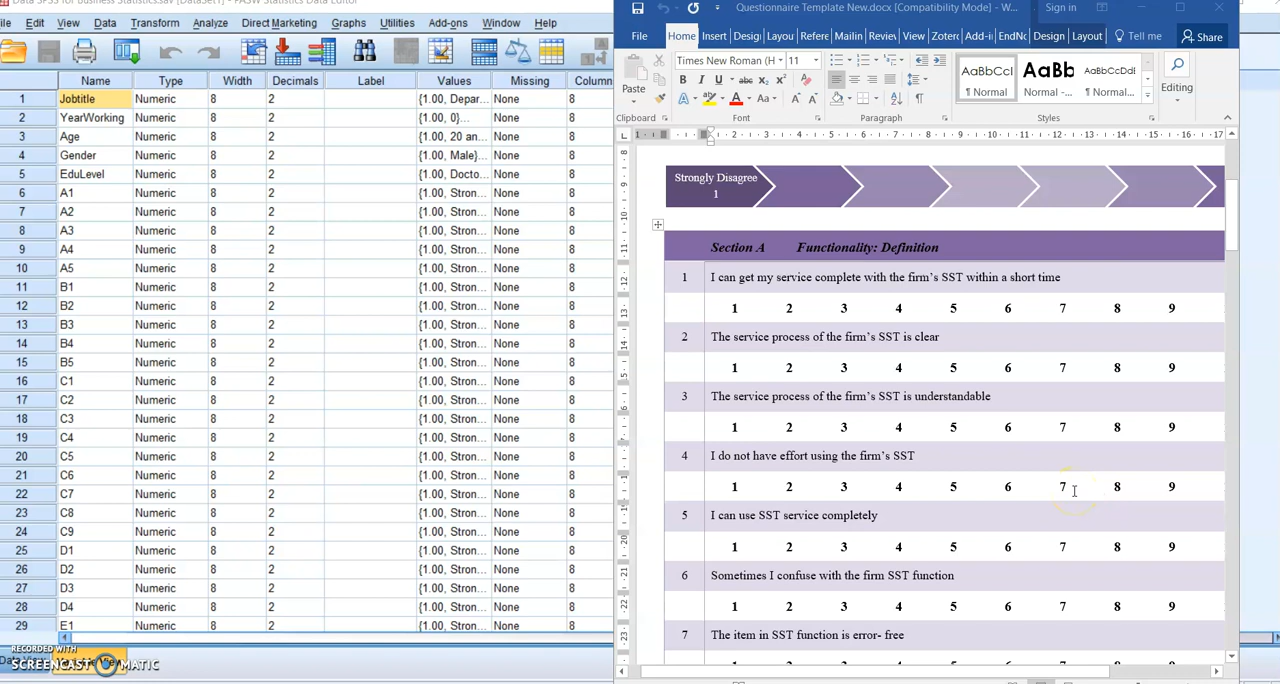 Data SPSS for Business Statistics.sav [DataSet1] - PASW Statistics Data Editor
View Data Transform Analyze Direct Marketing Graphs Utilities Add-ons Window Help
Name Type Width Decimals Label Values Missing Column
1 Jobtitle Numeric 8 2 {1.00, Depar... None 8
2 YearWorking Numeric 8 2 {1.00, 0}... None 8
3 Age Numeric 8 2 {1.00, 20 an... None 8
4 Gender Numeric 8 2 {1.00, Male}... None 8
5 EduLevel Numeric 8 2 {1.00, Docto... None 8
6 A1 Numeric 8 2 {1.00, Stron... None 8
7 A2 Numeric 8 2 {1.00, Stron... None 8
8 A3 Numeric 8 2 {1.00, Stron... None 8
9 A4 Numeric 8 2 {1.00, Stron... None 8
10 A5 Numeric 8 2 {1.00, Stron... None 8
11 B1 Numeric 8 2 {1.00, Stron... None 8
12 B2 Numeric 8 2 {1.00, Stron... None 8
13 B3 Numeric 8 2 {1.00, Stron... None 8
14 B4 Numeric 8 2 {1.00, Stron... None 8
15 B5 Numeric 8 2 {1.00, Stron... None 8
16 C1 Numeric 8 2 {1.00, Stron... None 8
17 C2 Numeric 8 2 {1.00, Stron... None 8
18 C3 Numeric 8 2 {1.00, Stron... None 8
19 C4 Numeric 8 2 {1.00, Stron... None 8
20 C5 Numeric 8 2 {1.00, Stron... None 8
21 C6 Numeric 8 2 {1.00, Stron... None 8
22 C7 Numeric 8 2 {1.00, Stron... None 8
23 C8 Numeric 8 2 {1.00, Stron... None 8
24 C9 Numeric 8 2 {1.00, Stron... None 8
25 D1 Numeric 8 2 {1.00, Stron... None 8
26 D2 Numeric 8 2 {1.00, Stron... None 8
27 D3 Numeric 8 2 {1.00, Stron... None 8
28 D4 Numeric 8 2 {1.00, Stron... None 8
29 E1 Numeric 8 2 {1.00, Stron... None 8
RECORDED WITH
SCREENCAST MATIC
Questionnaire Template New.docx [Compatibility Mode] - W... Sign in
File Home Insert Desig Layou Refere Mailin Reviev View Zoter Add-i EndNo Design Layout Tell me Share
Times New Roman (H 11
Paste
Clipboard Font Paragraph Styles
AaBbCcI AaBb AaBbCcDdI
¶ Normal Normal -... ¶ Normal...
Editing
Strongly Disagree
1
Section A Functionality: Definition
1 I can get my service complete with the firm's SST within a short time
1 2 3 4 5 6 7 8 9
2 The service process of the firm's SST is clear
1 2 3 4 5 6 7 8 9
3 The service process of the firm's SST is understandable
1 2 3 4 5 6 7 8 9
4 I do not have effort using the firm's SST
1 2 3 4 5 6 7 8 9
5 I can use SST service completely
1 2 3 4 5 6 7 8 9
6 Sometimes I confuse with the firm SST function
1 2 3 4 5 6 7 8 9
7 The item in SST function is error- free